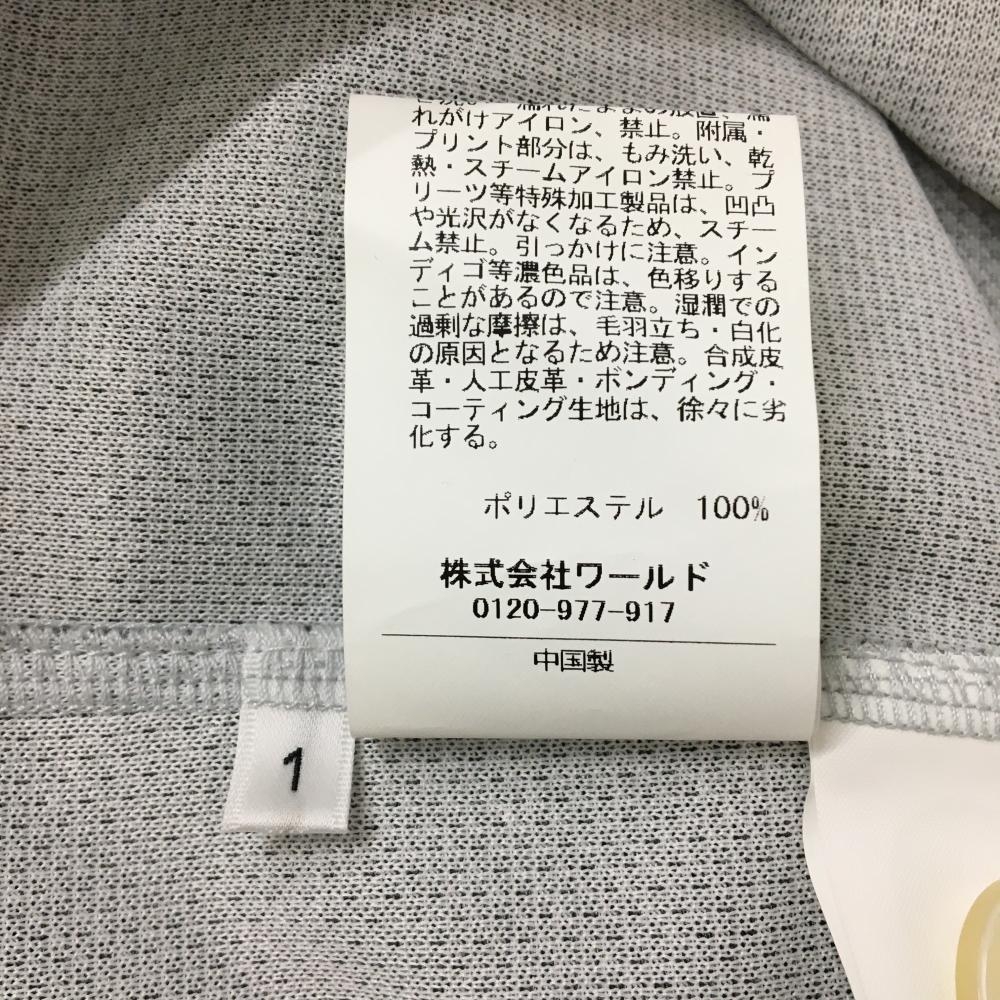 れがけアイロン、禁止。附属・
プリント部分は、もみ洗い、乾
熱・スチームアイロン禁止。プ
リーツ等特殊加工製品は、凹凸
や光沢がなくなるため、スチー
ム禁止。引っかけに注意。イン
ディゴ等濃色品は、色移りする
ことがあるので注意。湿潤での
過剰な摩擦は、毛羽立ち・白化
の原因となるため注意。合成皮
革・人工皮革・ボンディング・
コーティング生地は、徐々に劣
化する。
ポリエステル 100%
株式会社ワールド
0120-977-917
中国製
1